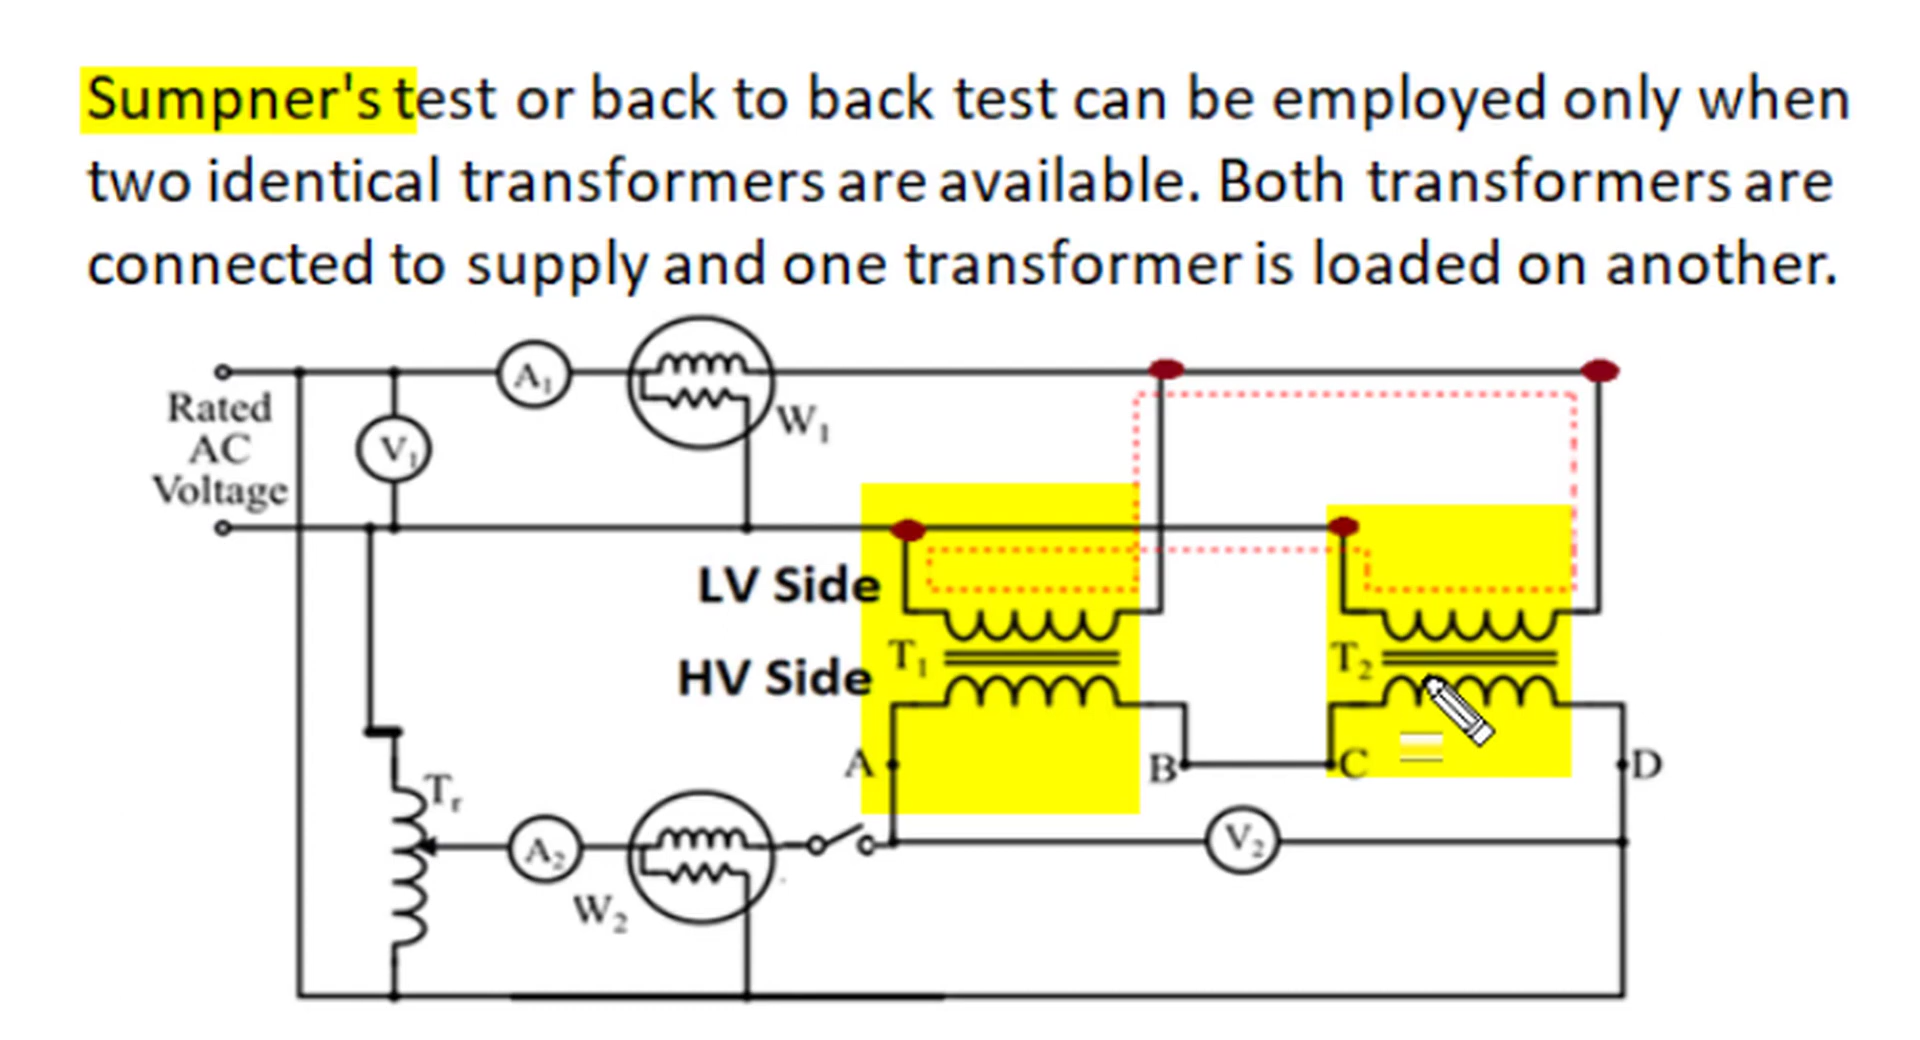 Sumpner's test or back to back test can be employed only when
two identical transformers are available. Both transformers are
connected to supply and one transformer is loaded on another.
A1
Rated
AC
Voltage
V1
W1
LV Side
T1
T2
HV Side
A
B
C
D
Tr
A2
V2
W2